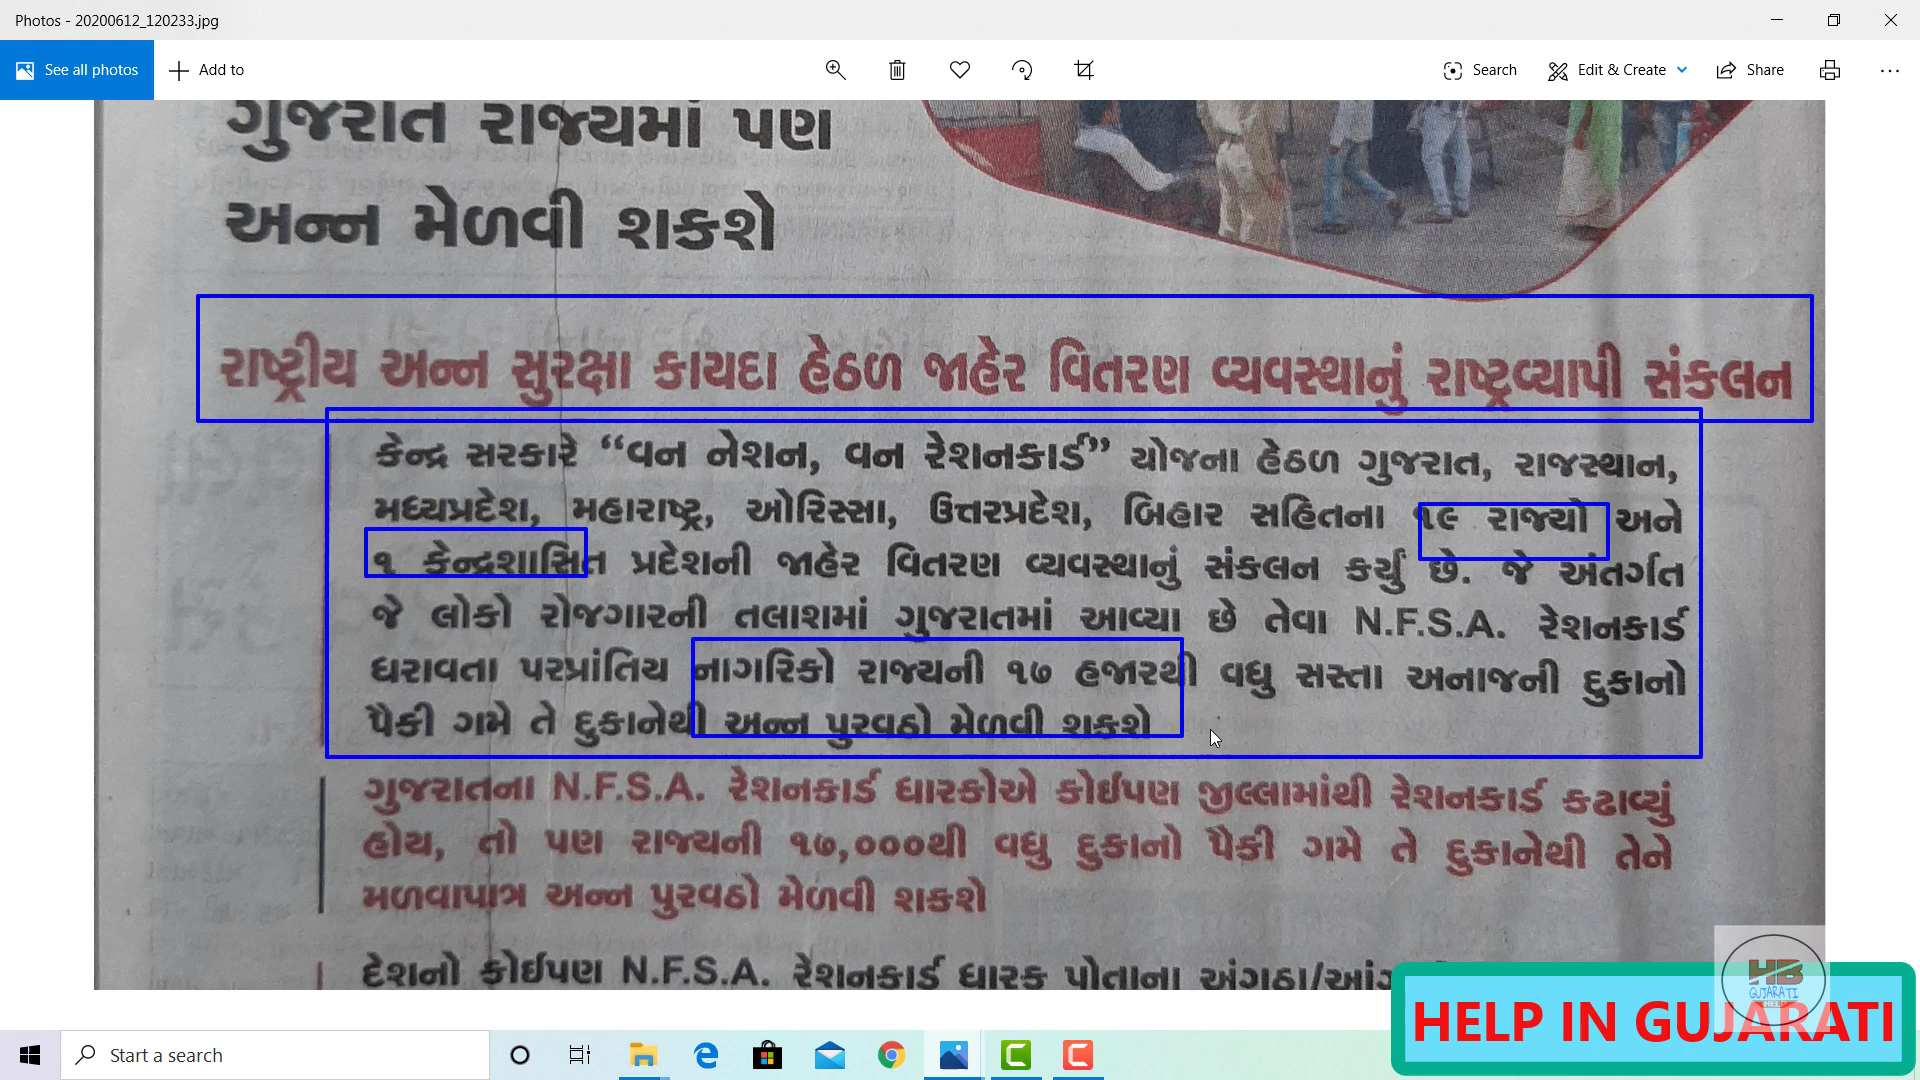 Photos - 20200612_120233.jpg
See all photos
Add to
Search
Edit & Create
Share
ગુજરાત રાજ્યમાં પણ
અન્ન મેળવી શકશે
રાષ્ટ્રીય અન્ન સુરક્ષા કાયદા હેઠળ જાહેર વિતરણ વ્યવસ્થાનું રાષ્ટ્રવ્યાપી સંકલન
કેન્દ્ર સરકારે “વન નેશન, વન રેશનકાર્ડ” યોજના હેઠળ ગુજરાત, રાજસ્થાન,
મધ્યપ્રદેશ, મહારાષ્ટ્ર, ઓરિસ્સા, ઉત્તરપ્રદેશ, બિહાર સહિતના ૧૯ રાજ્યો અને
૧ કેન્દ્રશાસિત પ્રદેશની જાહેર વિતરણ વ્યવસ્થાનું સંકલન કર્યું છે. જે અંતર્ગત
જે લોકો રોજગારની તલાશમાં ગુજરાતમાં આવ્યા છે તેવા N.F.S.A. રેશનકાર્ડ
ધરાવતા પરપ્રાંતિય નાગરિકો રાજ્યની ૧૭ હજારથી વધુ સસ્તા અનાજની દુકાનો
પૈકી ગમે તે દુકાનેથી અન્ન પુરવઠો મેળવી શકશે
ગુજરાતના N.F.S.A. રેશનકાર્ડ ધારકોએ કોઈપણ જીલ્લામાંથી રેશનકાર્ડ કઢાવ્યું
હોય, તો પણ રાજ્યની ૧૭,૦૦૦થી વધુ દુકાનો પૈકી ગમે તે દુકાનેથી તેને
મળવાપાત્ર અન્ન પુરવઠો મેળવી શકશે
દેશનો કોઈપણ N.F.S.A. રેશનકાર્ડ ધારક પોતાના
HB
GUJARATI
HELP
HELP IN GUJARATI
Start a search